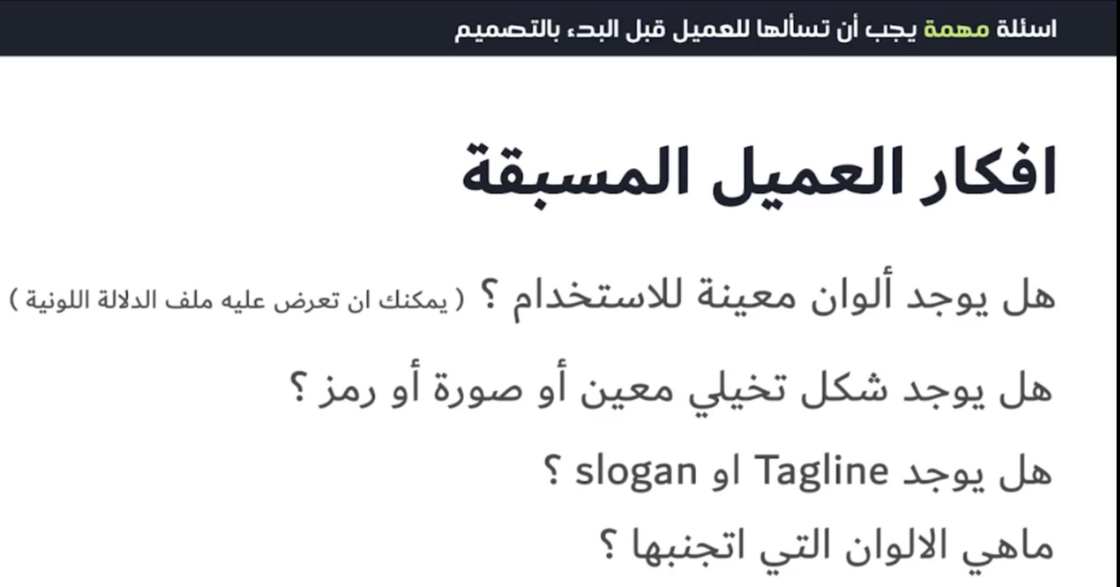 اسئلة مهمة يجب أن تسألها للعميل قبل البدء بالتصميم
افكار العميل المسبقة
هل يوجد ألوان معينة للاستخدام ؟ ( يمكنك ان تعرض عليه ملف الدلالة اللونية )
هل يوجد شكل تخيلي معين أو صورة أو رمز ؟
هل يوجد Tagline او slogan ؟
ماهي الالوان التي اتجنبها ؟